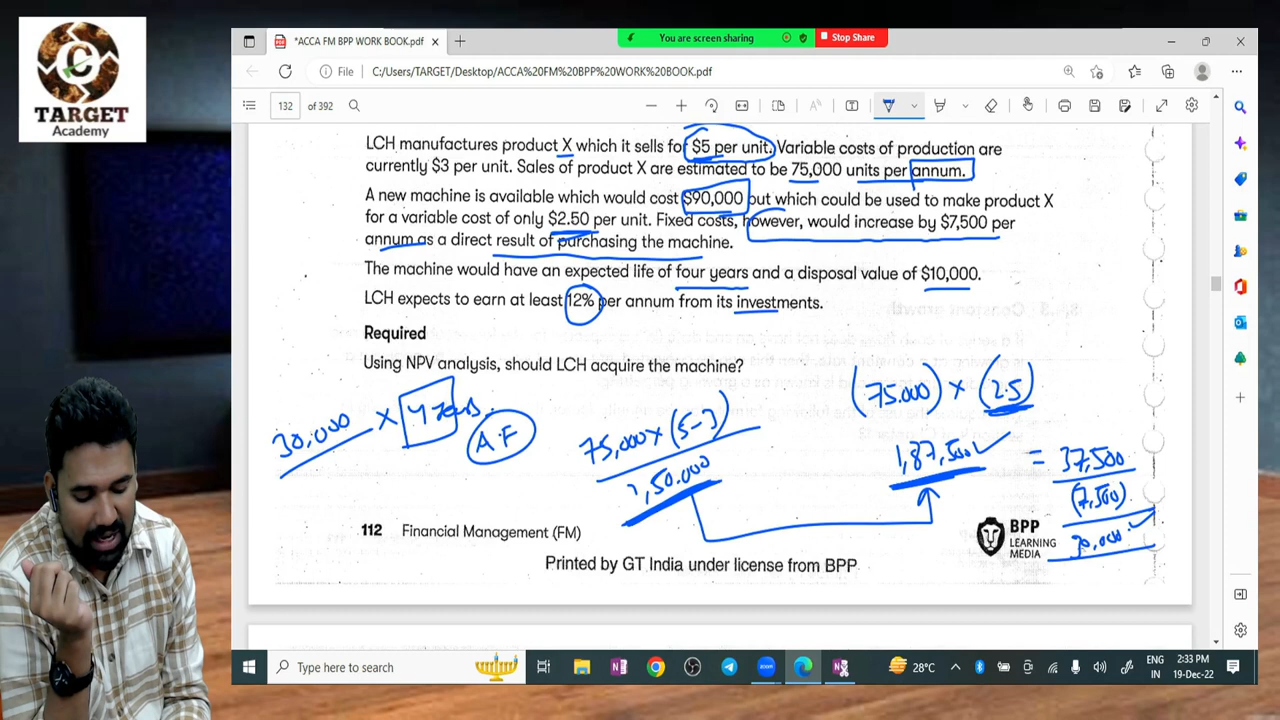 TARGET
Academy
*ACCA FM BPP WORK BOOK.pdf
You are screen sharing
Stop Share
File
C:/Users/TARGET/Desktop/ACCA%20FM%20BPP%20WORK%20BOOK.pdf
132 of 392
LCH manufactures product X which it sells for $5 per unit. Variable costs of production are
currently $3 per unit. Sales of product X are estimated to be 75,000 units per annum.
A new machine is available which would cost $90,000 but which could be used to make product X
for a variable cost of only $2.50 per unit. Fixed costs, however, would increase by $7,500 per
annum as a direct result of purchasing the machine.
The machine would have an expected life of four years and a disposal value of $10,000.
LCH expects to earn at least 12% per annum from its investments.
Required
Using NPV analysis, should LCH acquire the machine?
(75.000) × (2.5)
30,000 × 4 years.
A.F
75,000 × (5-3)
1,50.000
1,87,500 ✓
= 37,500
(7,500)
30,000 ✓
112 Financial Management (FM)
BPP
LEARNING
MEDIA
Printed by GT India under license from BPP
Type here to search
28°C
ENG
IN
2:33 PM
19-Dec-22